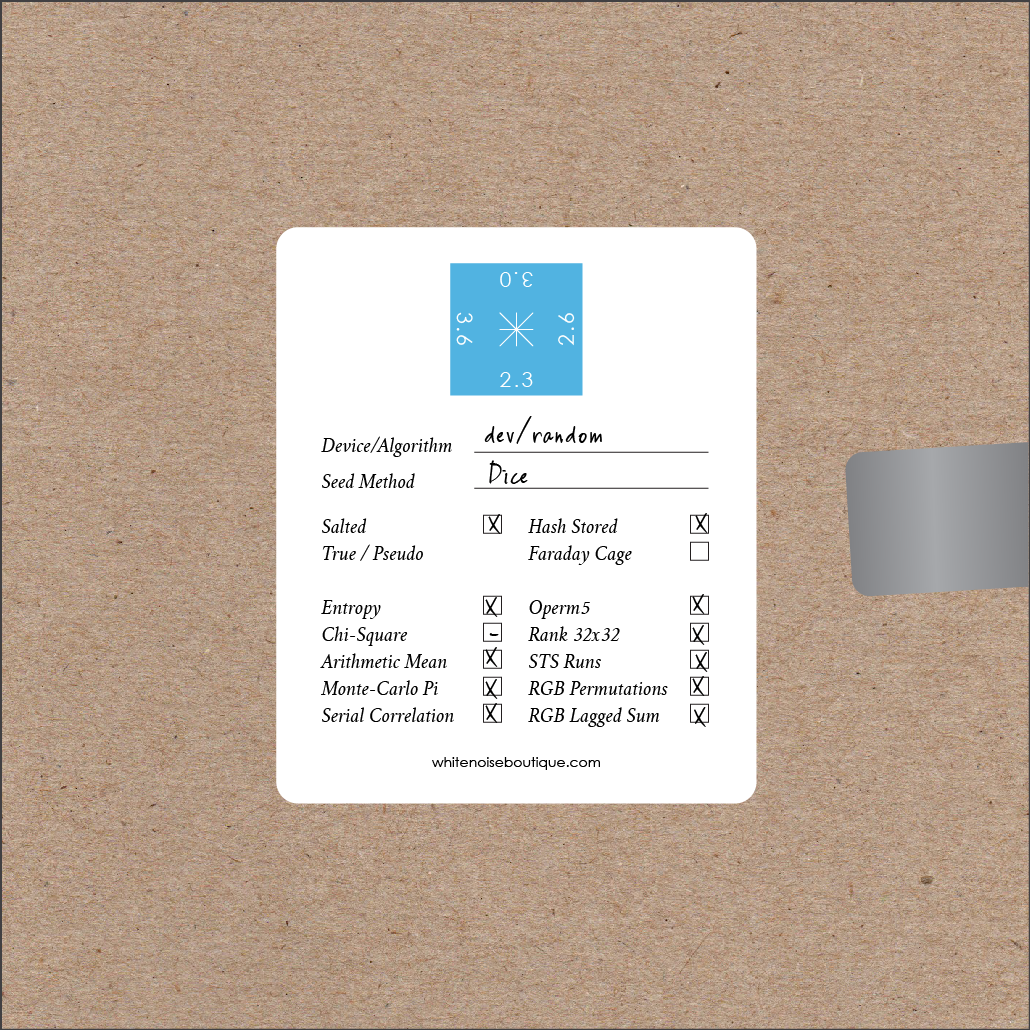 3.0
3.6 2.6
2.3
Device/Algorithm dev/random
Seed Method Dice
Salted X Hash Stored X
True / Pseudo Faraday Cage
Entropy X Operm5 X
Chi-Square - Rank 32x32 X
Arithmetic Mean X STS Runs X
Monte-Carlo Pi X RGB Permutations X
Serial Correlation X RGB Lagged Sum X
whitenoiseboutique.com